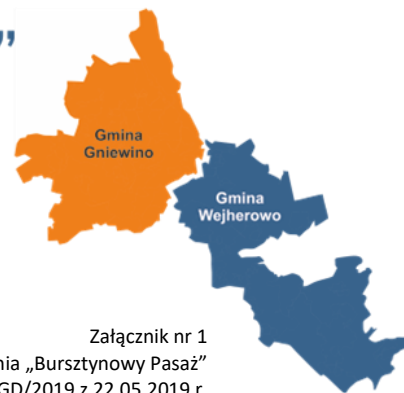 ”
Gmina
Gniewino
Gmina
Wejherowo
Załącznik nr 1
nia „Bursztynowy Pasaż”
GD/2019 z 22.05.2019 r.